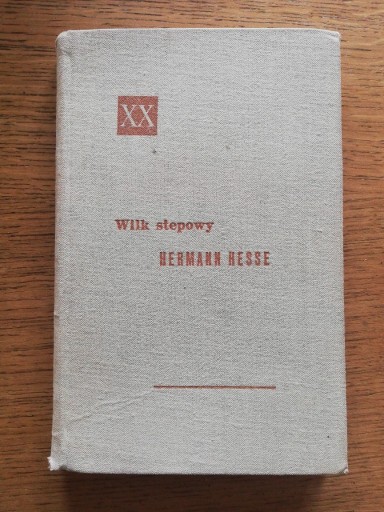 XX
Wilk stepowy
HERMANN HESSE